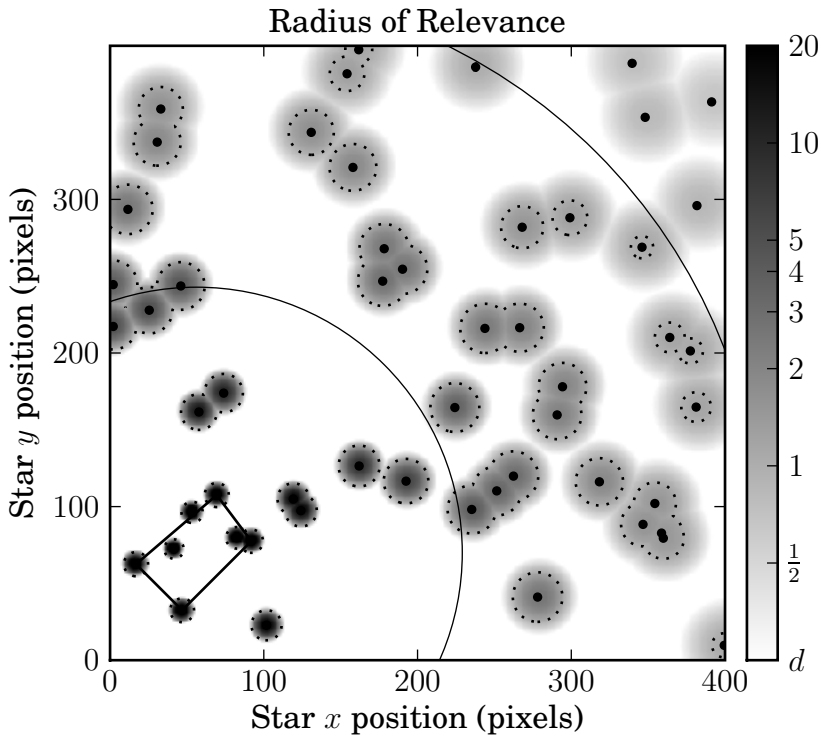 Radius of Relevance
Star y position (pixels)
300
200
100
0
0 100 200 300 400
Star x position (pixels)
20
10
5
4
3
2
1
1/2
d